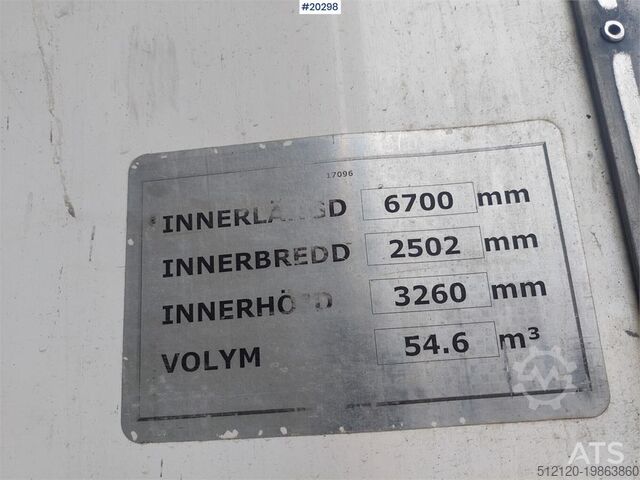 #20298
17096
INNERLÄNGD 6700 mm
INNERBREDD 2502 mm
INNERHÖJD 3260 mm
VOLYM 54.6 m³
ATS
512120-19863860